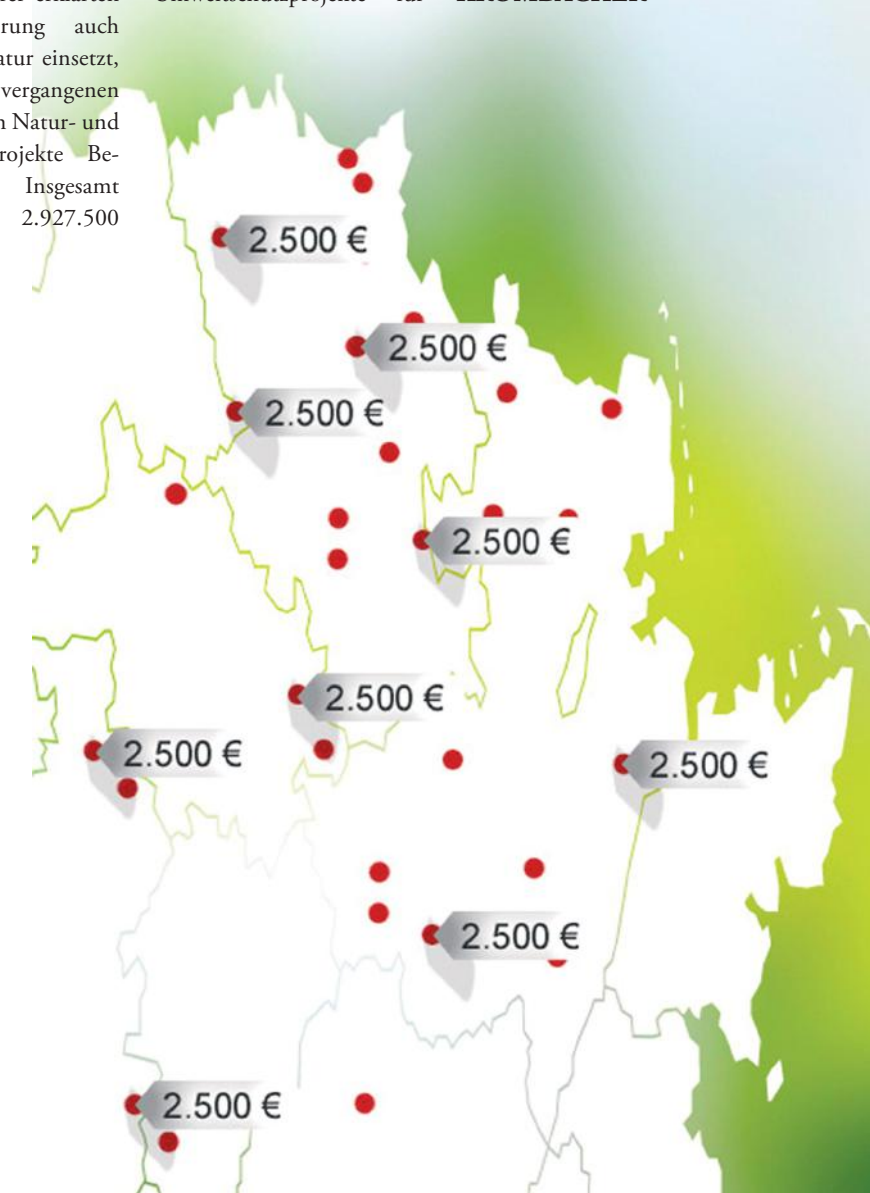 rung auch
atur einsetzt,
vergangenen
n Natur- und
rojekte Be-
Insgesamt
2.927.500
2.500 €
2.500 €
2.500 €
2.500 €
2.500 €
2.500 €
2.500 €
2.500 €
2.500 €